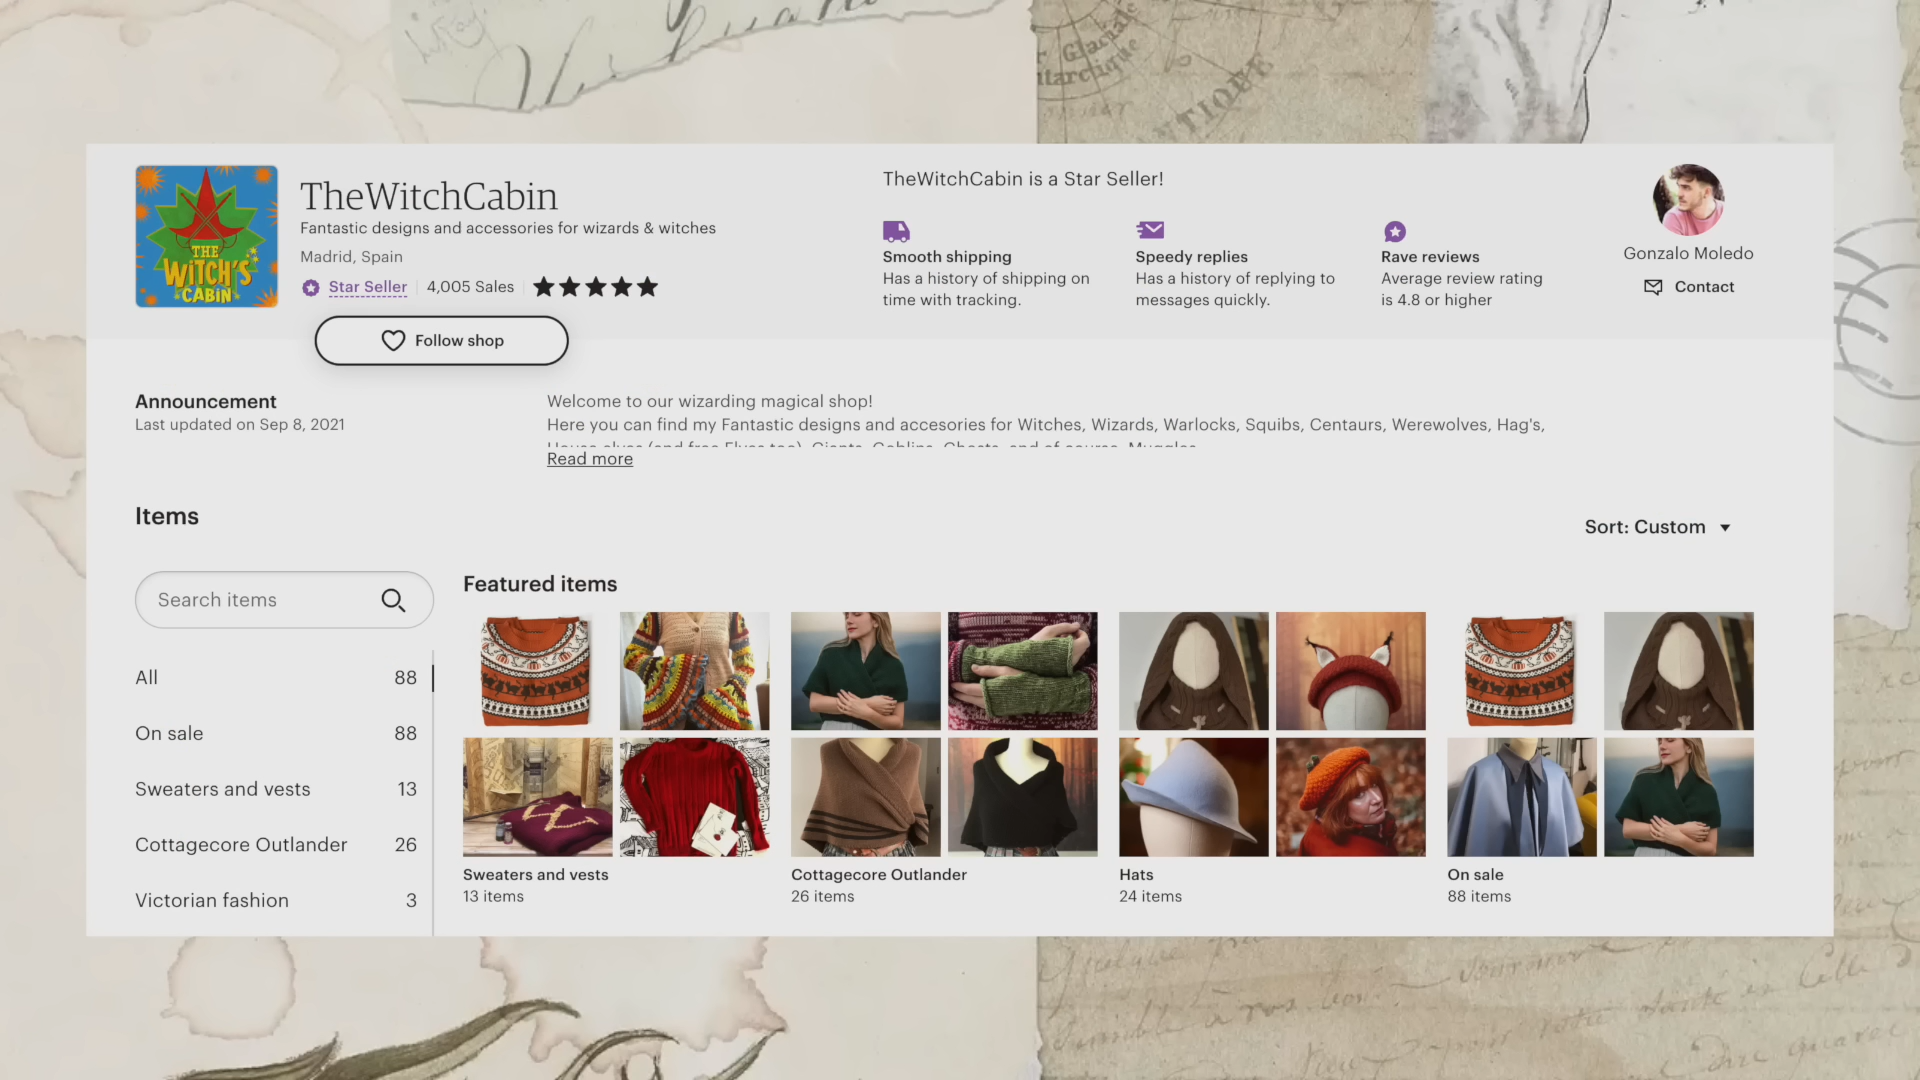 THE
WITCH'S
CABIN
TheWitchCabin
Fantastic designs and accessories for wizards & witches
Madrid, Spain
Star Seller
4,005 Sales
Follow shop
TheWitchCabin is a Star Seller!
Smooth shipping
Has a history of shipping on
time with tracking.
Speedy replies
Has a history of replying to
messages quickly.
Rave reviews
Average review rating
is 4.8 or higher
Gonzalo Moledo
Contact
Announcement
Last updated on Sep 8, 2021
Welcome to our wizarding magical shop!
Here you can find my Fantastic designs and accesories for Witches, Wizards, Warlocks, Squibs, Centaurs, Werewolves, Hag's,
Read more
Items
Sort: Custom
Search items
All 88
On sale 88
Sweaters and vests 13
Cottagecore Outlander 26
Victorian fashion 3
Featured items
Sweaters and vests
13 items
Cottagecore Outlander
26 items
Hats
24 items
On sale
88 items